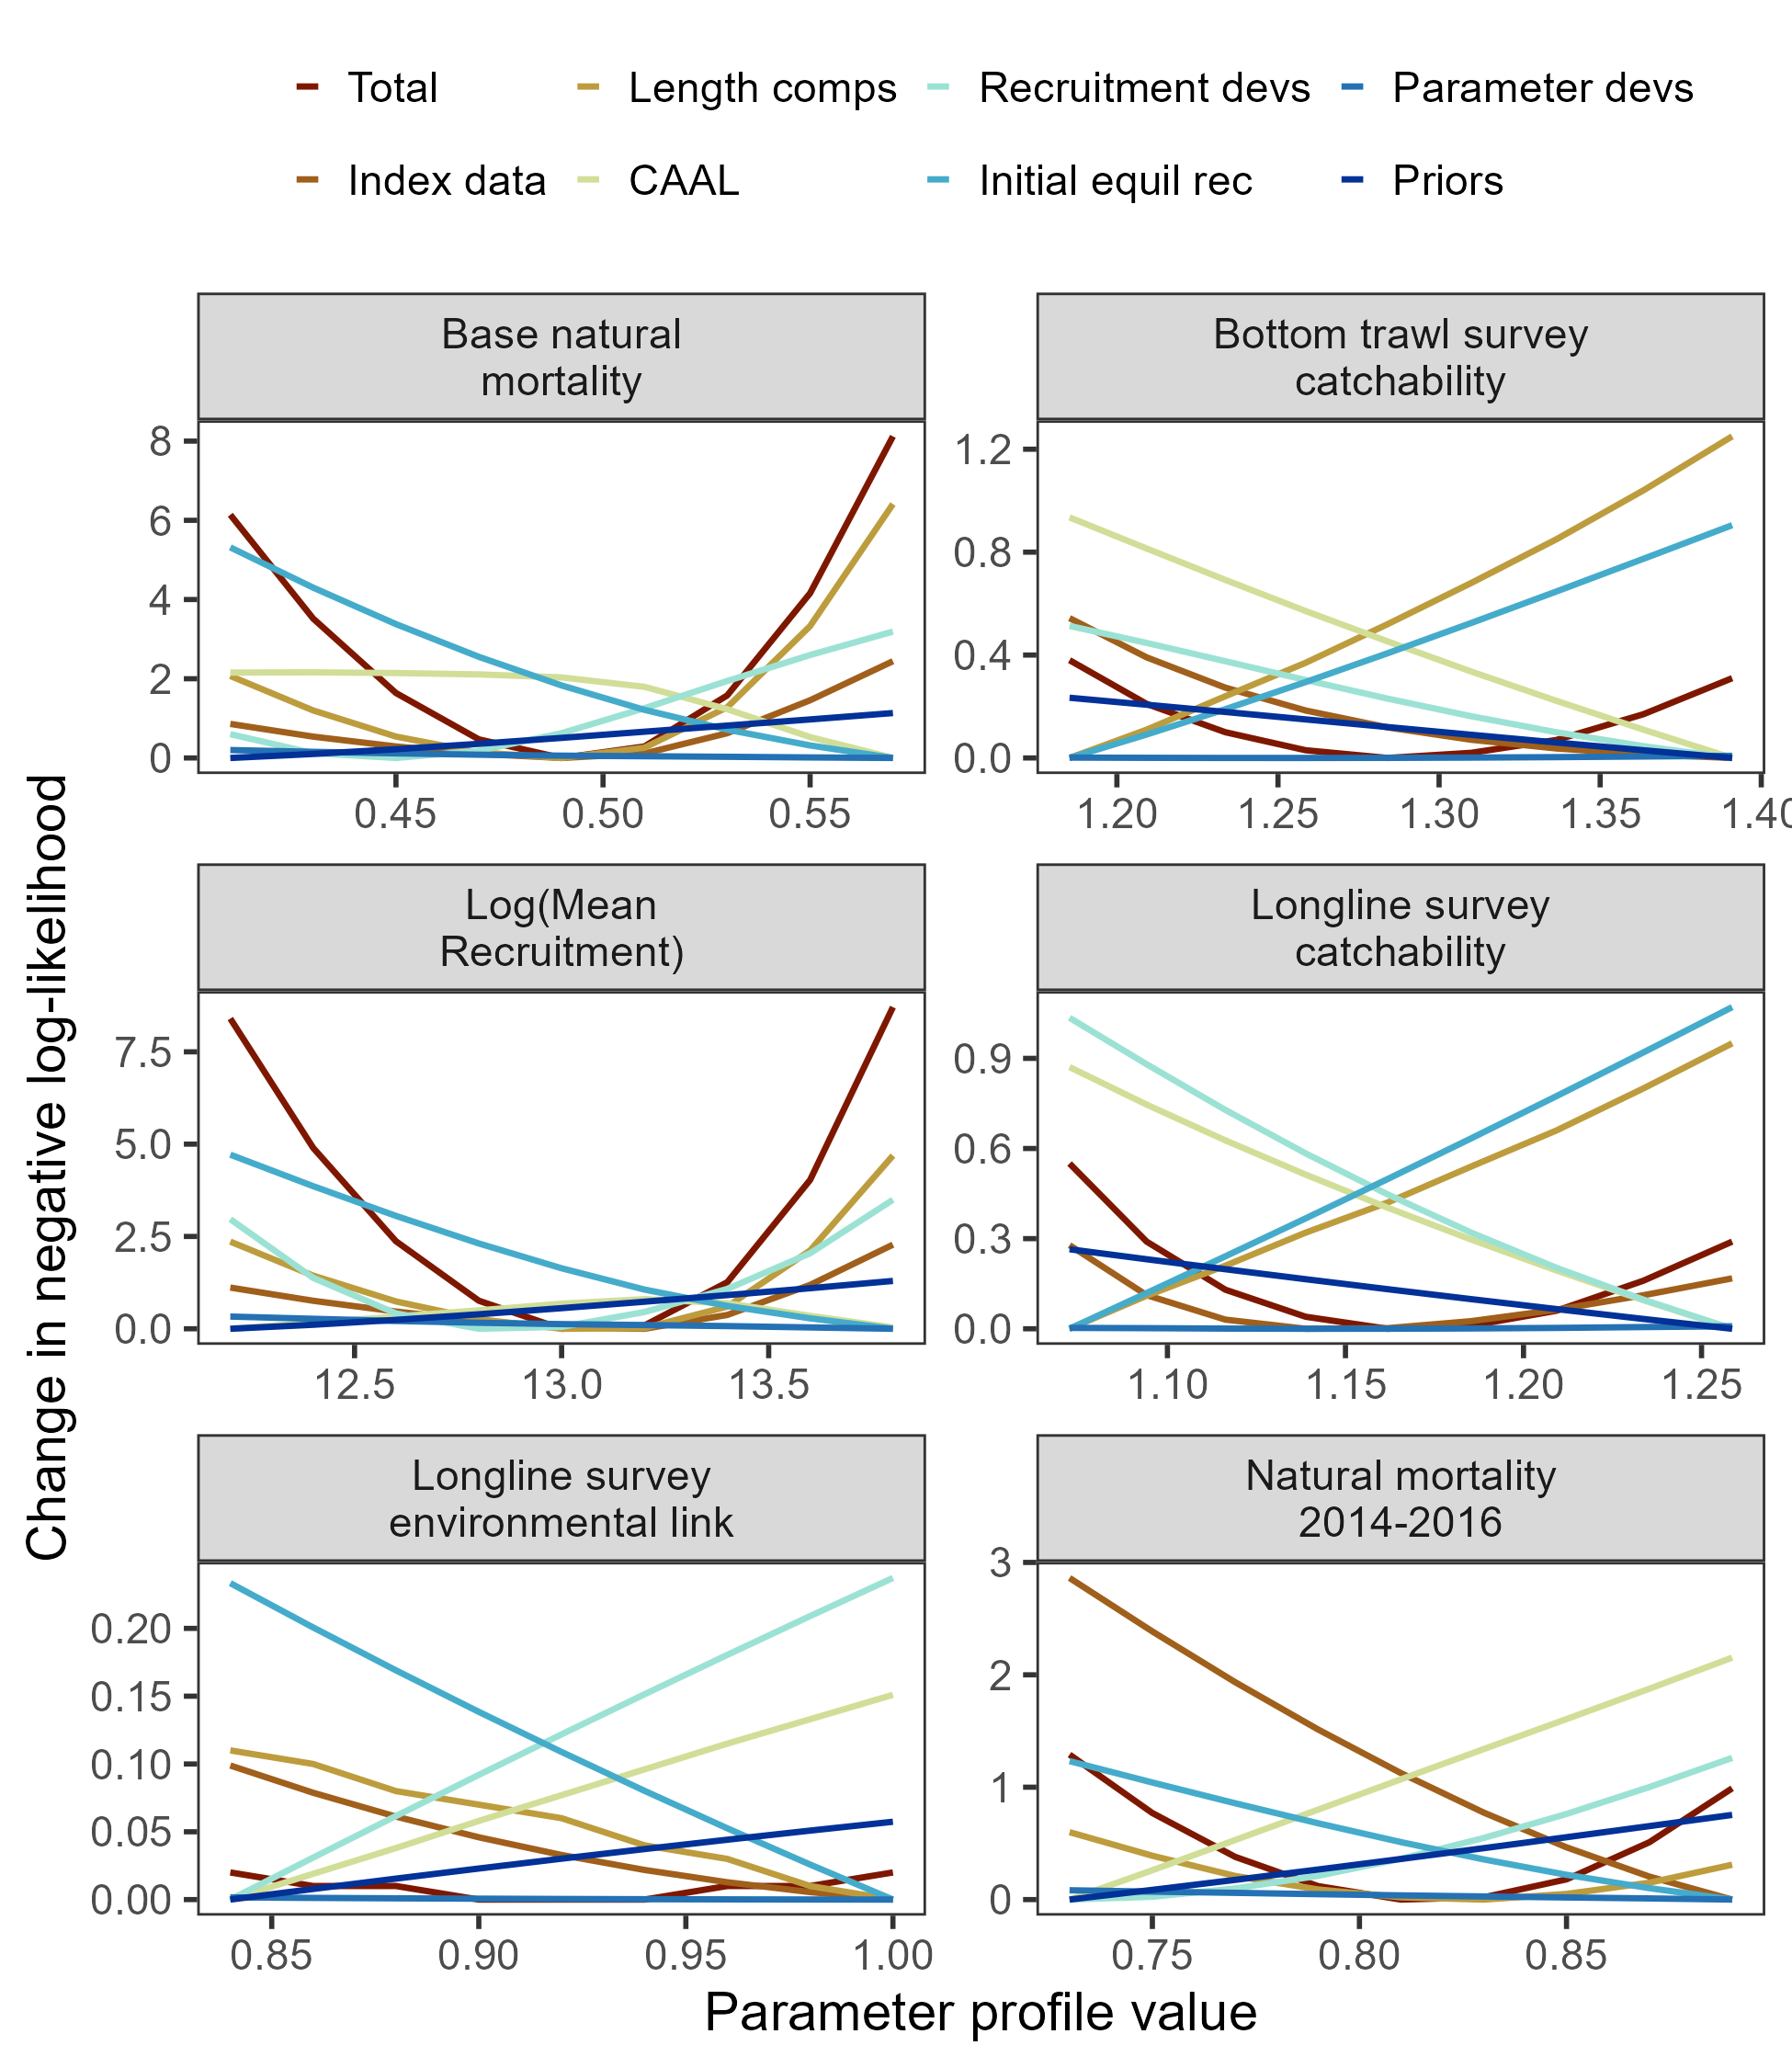 Total
Length comps
Recruitment devs
Parameter devs
Index data
CAAL
Initial equil rec
Priors
Change in negative log-likelihood
Base natural
mortality
8
6
4
2
0
0.45 0.50 0.55
Bottom trawl survey
catchability
1.2
0.8
0.4
0.0
1.20 1.25 1.30 1.35 1.40
Log(Mean
Recruitment)
7.5
5.0
2.5
0.0
12.5 13.0 13.5
Longline survey
catchability
0.9
0.6
0.3
0.0
1.10 1.15 1.20 1.25
Longline survey
environmental link
0.20
0.15
0.10
0.05
0.00
0.85 0.90 0.95 1.00
Natural mortality
2014-2016
3
2
1
0
0.75 0.80 0.85
Parameter profile value